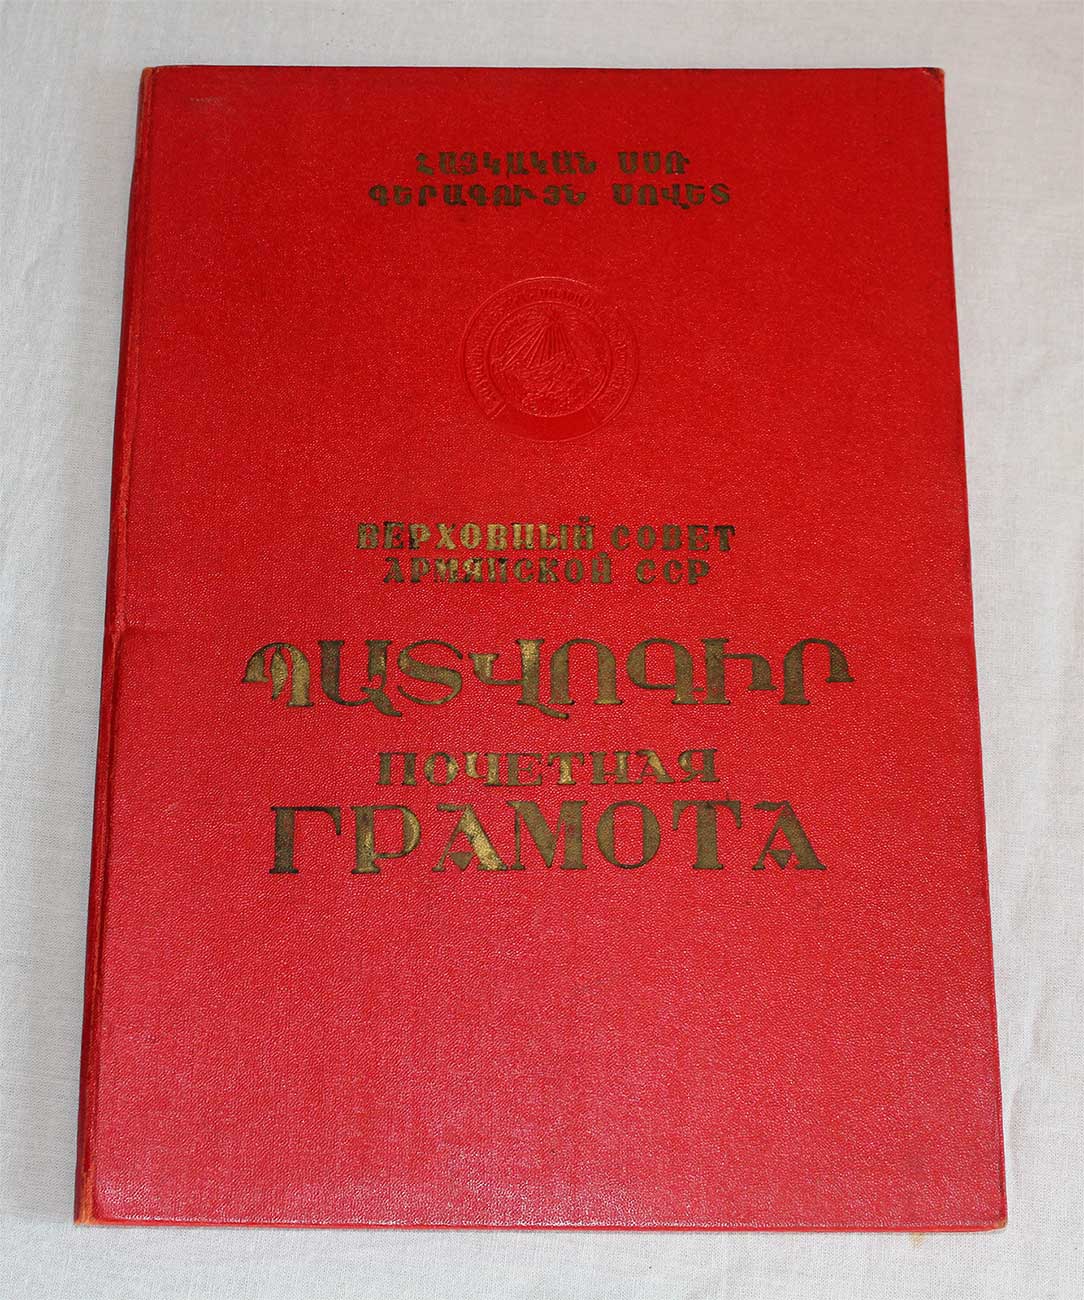 ՀԱՅԿԱԿԱՆ ՍՍՌ
ԳԵՐԱԳՈՒՅՆ ՍՈՎԵՏ
ВЕРХОВНЫЙ СОВЕТ
АРМЯНСКОЙ ССР
ՊԱՏՎՈԳԻՐ
ПОЧЕТНАЯ
ГРАМОТА